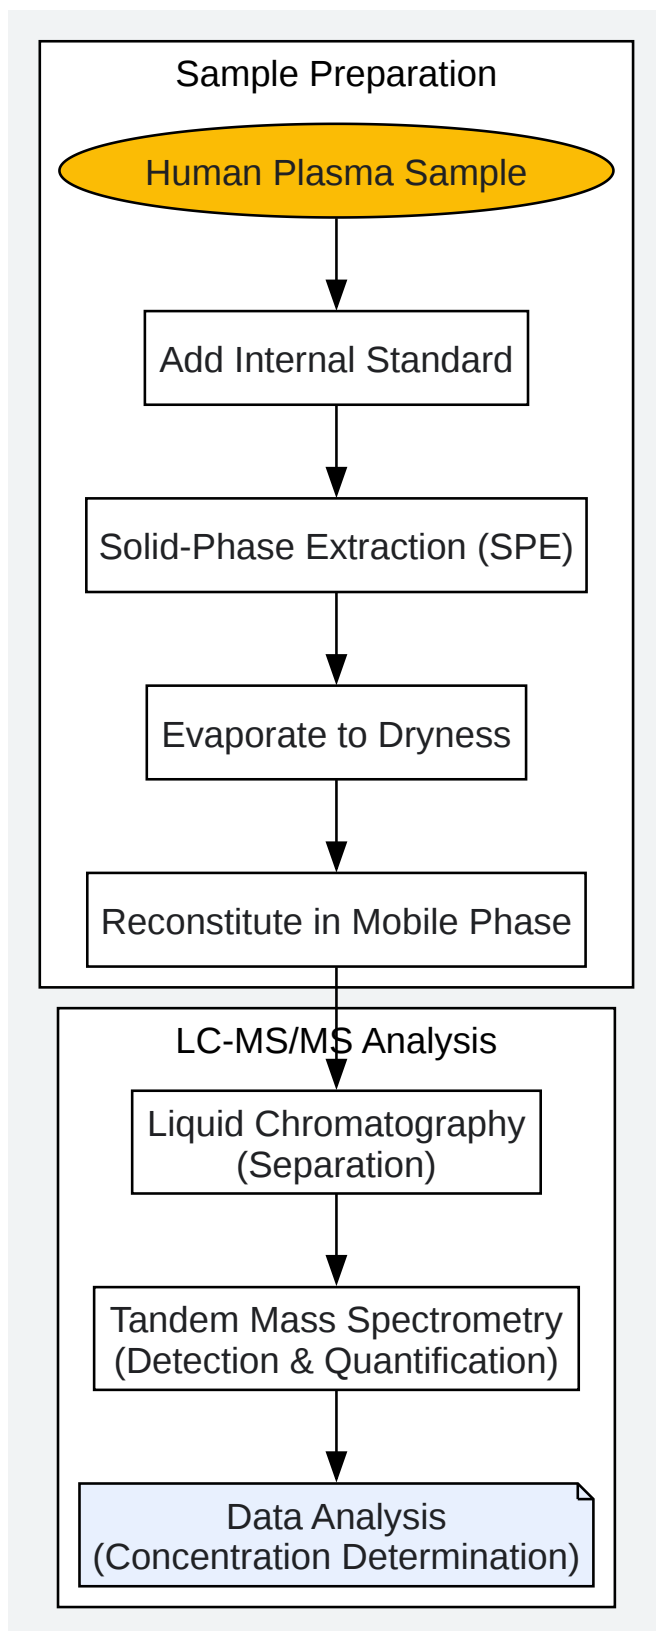 Sample Preparation
Human Plasma Sample
Add Internal Standard
Solid-Phase Extraction (SPE)
Evaporate to Dryness
Reconstitute in Mobile Phase
LC-MS/MS Analysis
Liquid Chromatography
(Separation)
Tandem Mass Spectrometry
(Detection & Quantification)
Data Analysis
(Concentration Determination)